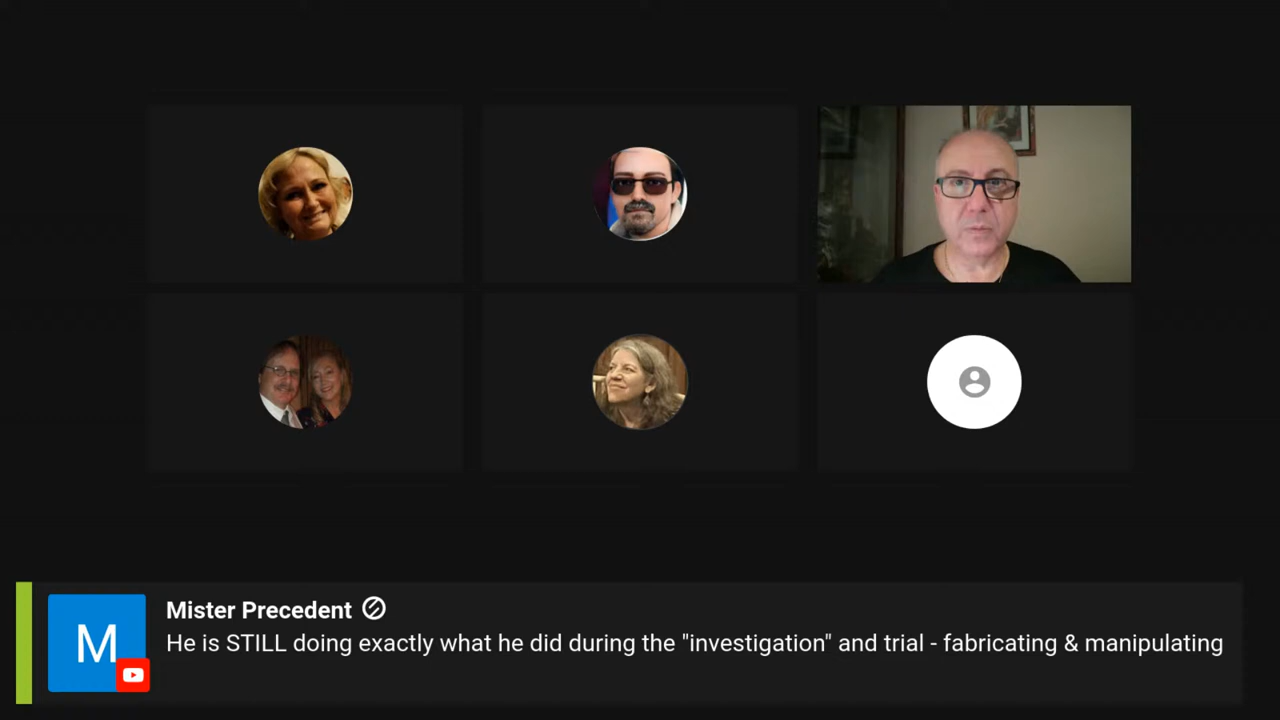 Mister Precedent
M
He is STILL doing exactly what he did during the "investigation" and trial - fabricating & manipulating